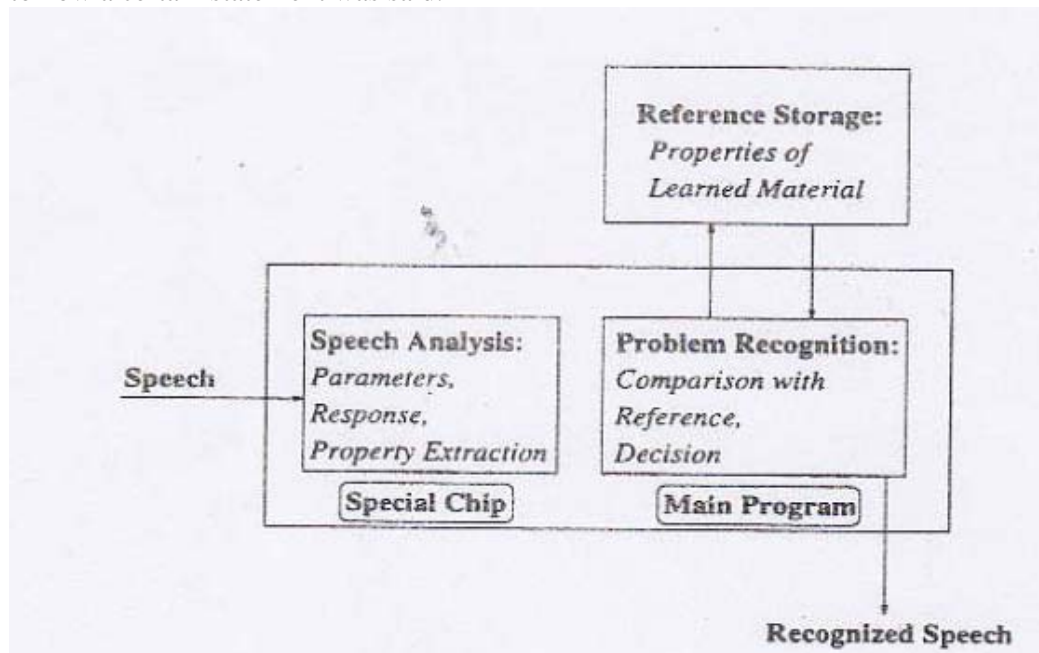 Reference Storage:
Properties of
Learned Material
Speech
Speech Analysis:
Parameters,
Response,
Property Extraction
Special Chip
Problem Recognition:
Comparison with
Reference,
Decision
Main Program
Recognized Speech